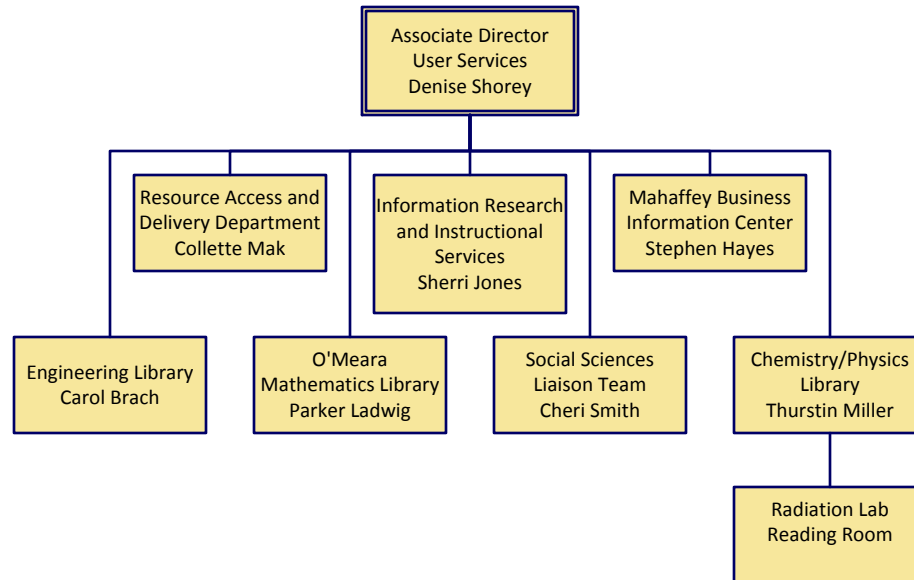 Associate Director
User Services
Denise Shorey
Resource Access and
Delivery Department
Collette Mak
Information Research
and Instructional
Services
Sherri Jones
Mahaffey Business
Information Center
Stephen Hayes
Engineering Library
Carol Brach
O'Meara
Mathematics Library
Parker Ladwig
Social Sciences
Liaison Team
Cheri Smith
Chemistry/Physics
Library
Thurstin Miller
Radiation Lab
Reading Room